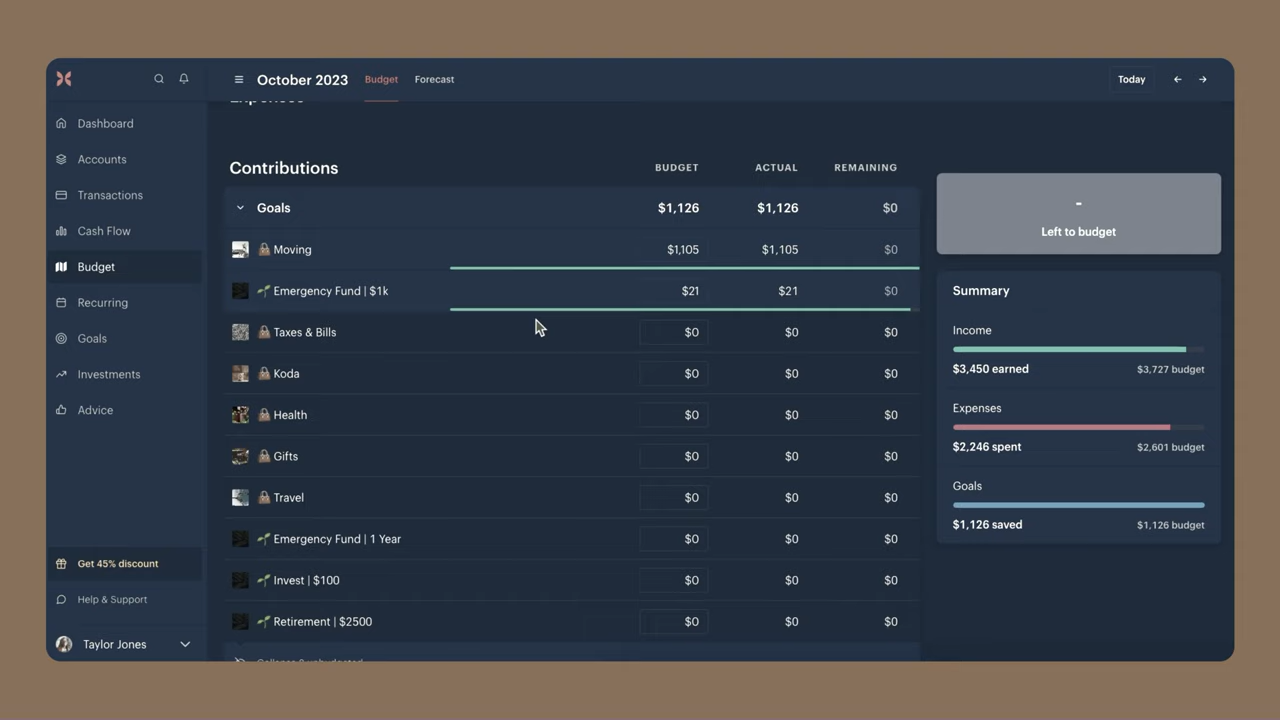 October 2023
Budget
Forecast
Today
Dashboard
Accounts
Transactions
Cash Flow
Budget
Recurring
Goals
Investments
Advice
Get 45% discount
Help & Support
Taylor Jones
Expenses
Contributions BUDGET ACTUAL REMAINING
Goals $1,126 $1,126 $0
Moving $1,105 $1,105 $0
Emergency Fund | $1k $21 $21 $0
Taxes & Bills $0 $0 $0
Koda $0 $0 $0
Health $0 $0 $0
Gifts $0 $0 $0
Travel $0 $0 $0
Emergency Fund | 1 Year $0 $0 $0
Invest | $100 $0 $0 $0
Retirement | $2500 $0 $0 $0
-
Left to budget
Summary
Income
$3,450 earned $3,727 budget
Expenses
$2,246 spent $2,601 budget
Goals
$1,126 saved $1,126 budget